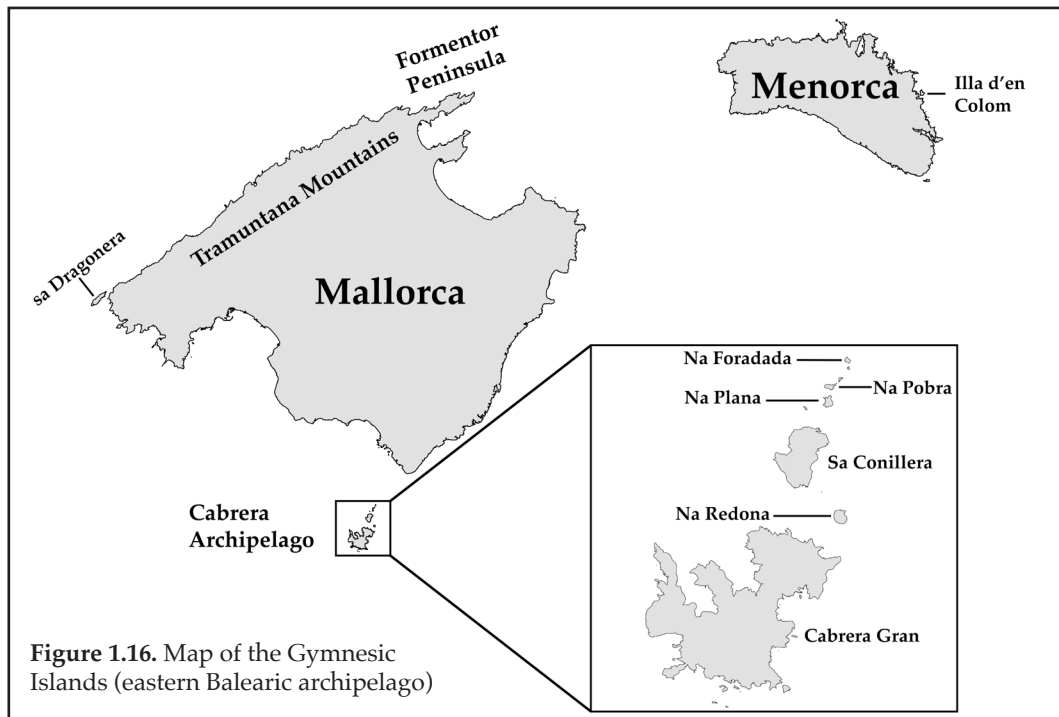 Formentor
Peninsula
Menorca
Illa d'en
Colom
Tramuntana Mountains
sa Dragonera
Mallorca
Na Foradada
Na Pobra
Na Plana
Sa Conillera
Cabrera
Archipelago
Na Redona
Cabrera Gran
Figure 1.16. Map of the Gymnesic
Islands (eastern Balearic archipelago)